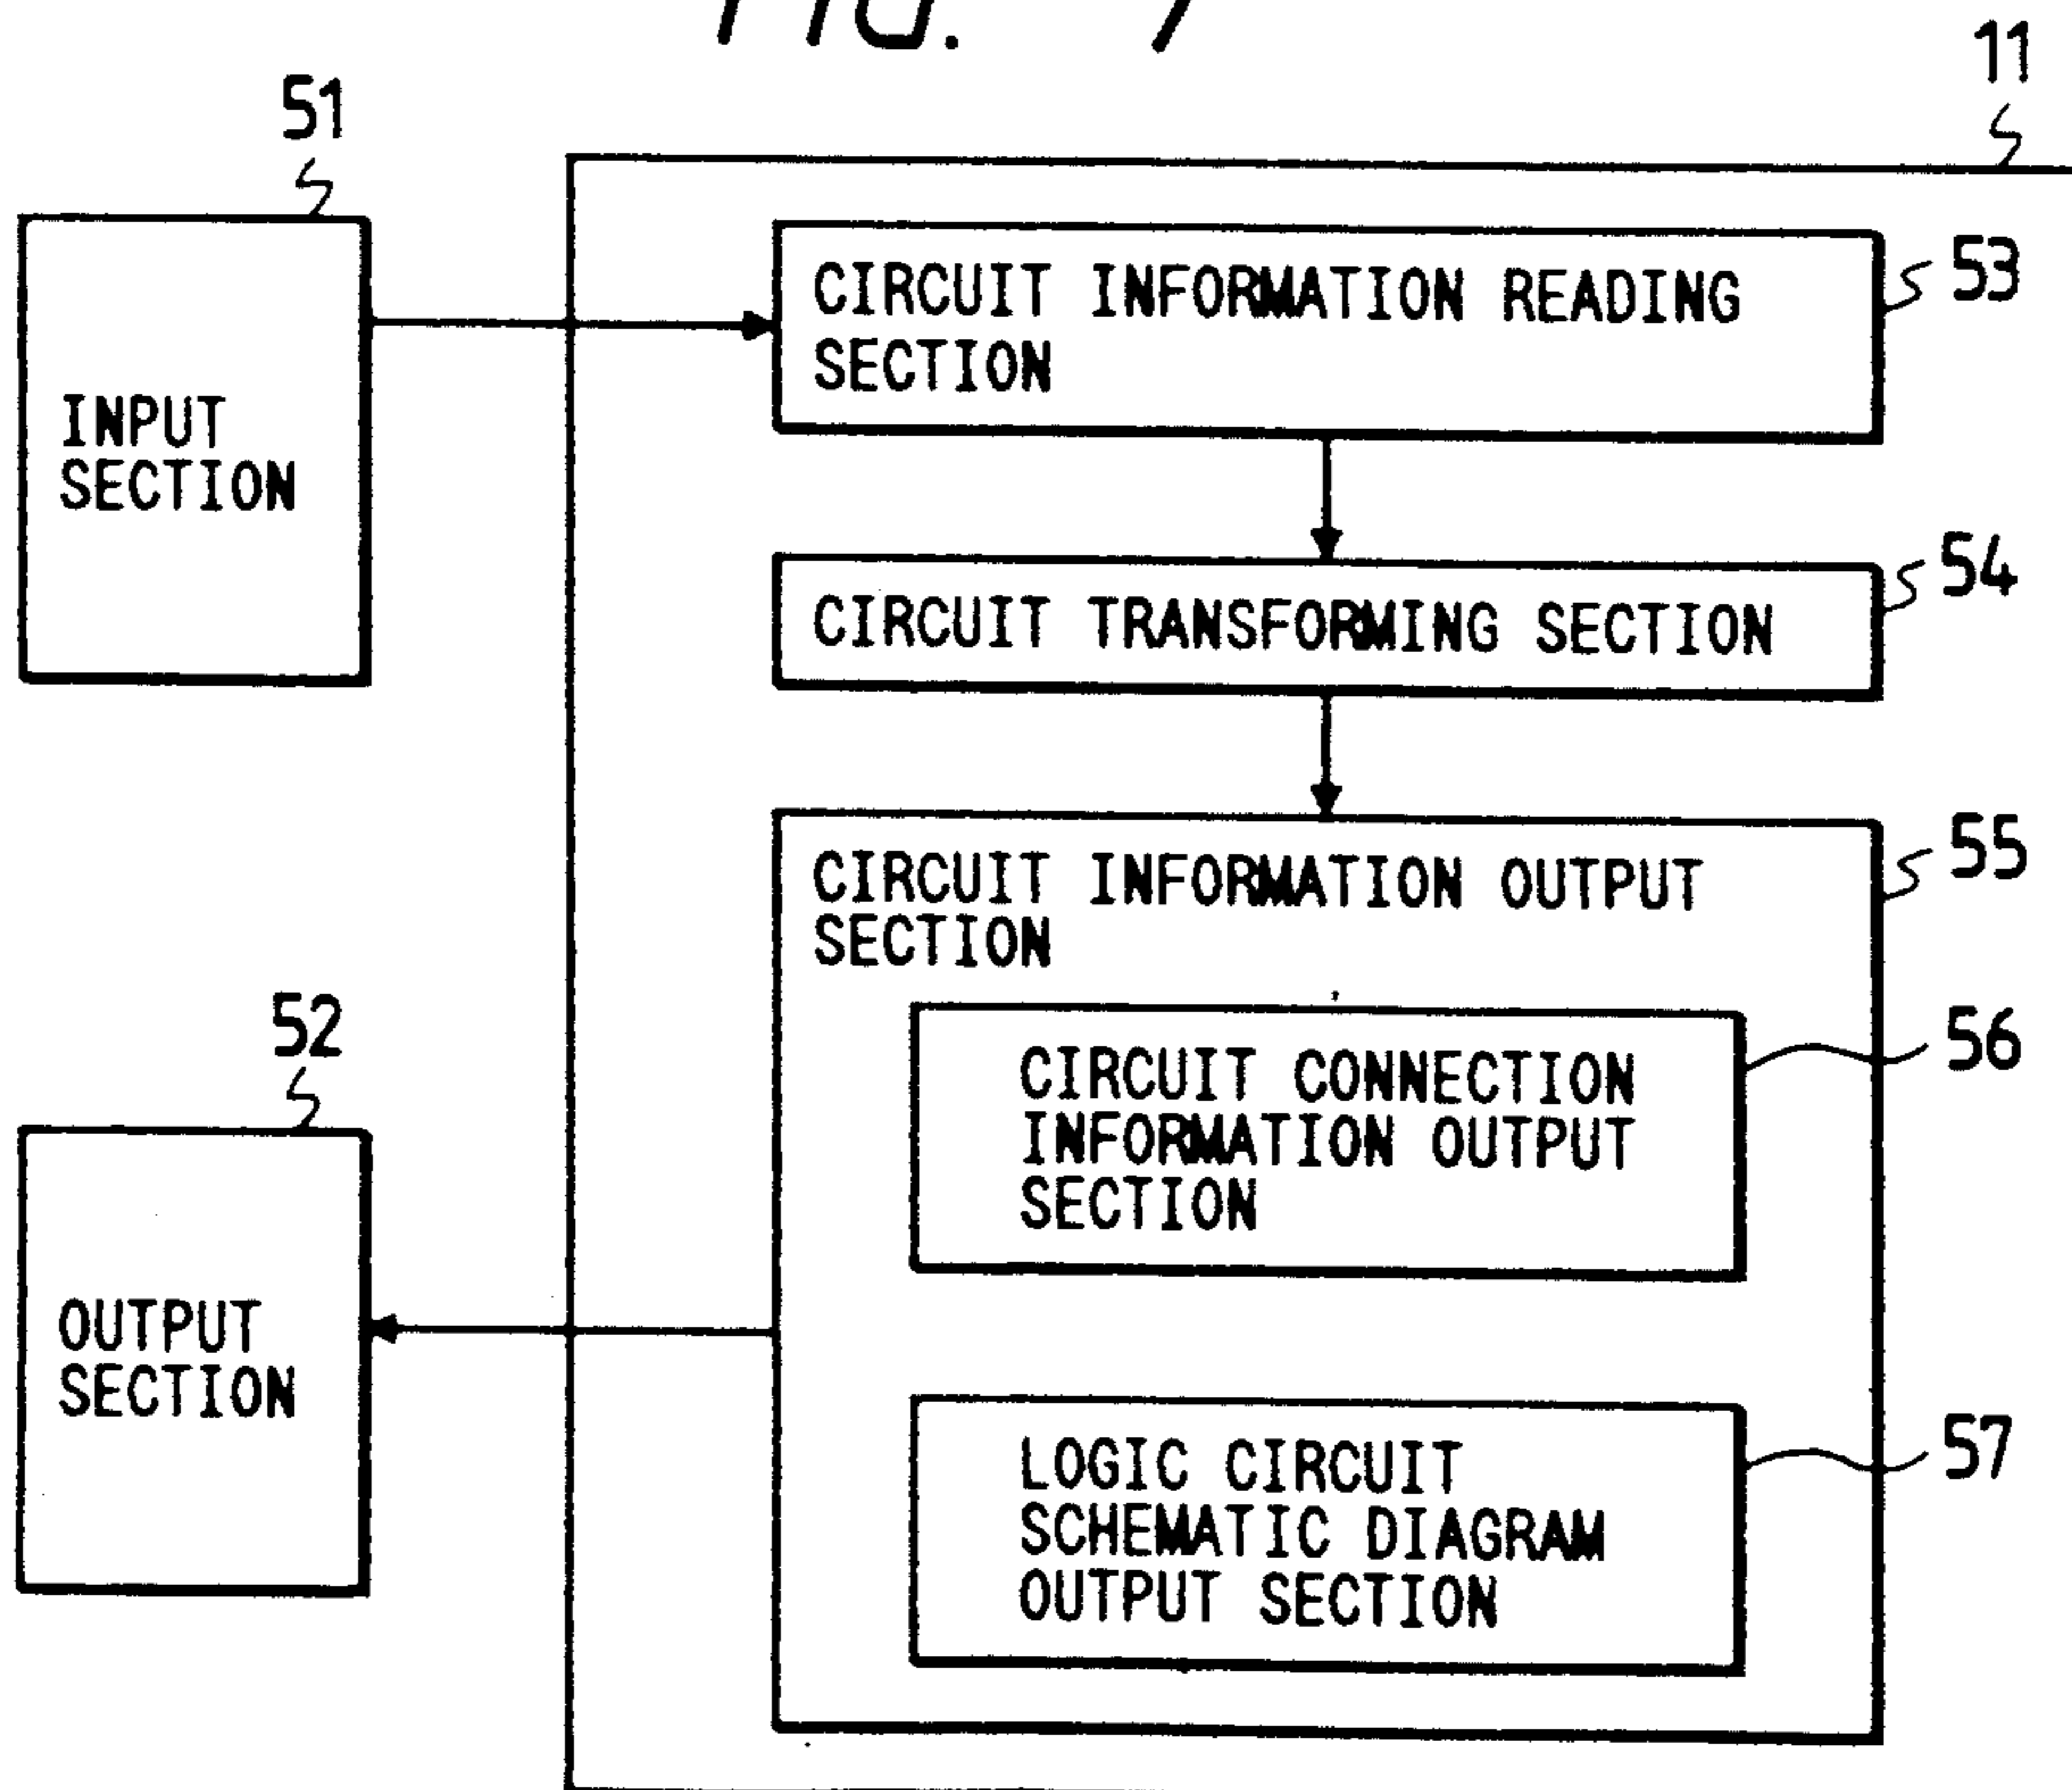 FIG.
11
51
INPUT
SECTION
CIRCUIT INFORMATION READING
SECTION
53
CIRCUIT TRANSFORMING SECTION
54
CIRCUIT INFORMATION OUTPUT
SECTION
55
CIRCUIT CONNECTION
INFORMATION OUTPUT
SECTION
56
52
OUTPUT
SECTION
LOGIC CIRCUIT
SCHEMATIC DIAGRAM
OUTPUT SECTION
57